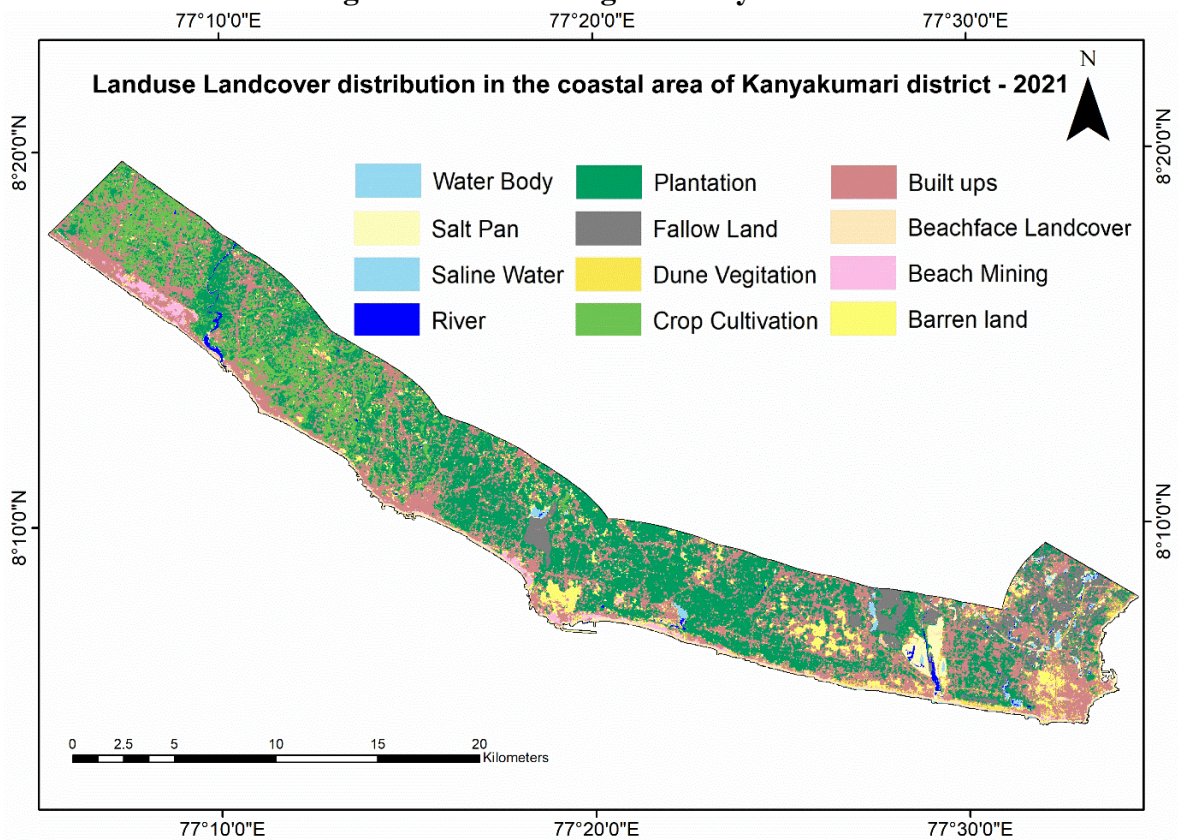 77°10'0"E 77°20'0"E 77°30'0"E
Landuse Landcover distribution in the coastal area of Kanyakumari district - 2021
N
8°20'0"N 8°20'0"N
Water Body Plantation Built ups
Salt Pan Fallow Land Beachface Landcover
Saline Water Dune Vegitation Beach Mining
River Crop Cultivation Barren land
8°10'0"N 8°10'0"N
0 2.5 5 10 15 20
Kilometers
77°10'0"E 77°20'0"E 77°30'0"E